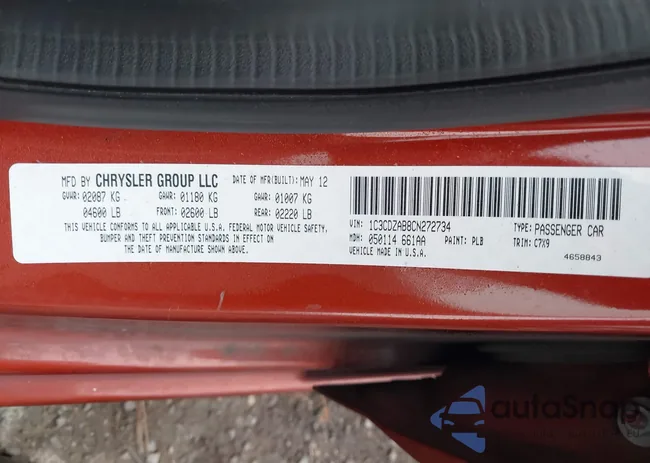 MFD BY CHRYSLER GROUP LLC DATE OF MFR(BUILT): MAY 12
GVWR: 02087 KG GAWR: 01180 KG GAWR: 01007 KG
04600 LB FRONT: 02600 LB REAR: 02220 LB
THIS VEHICLE CONFORMS TO ALL APPLICABLE U.S.A. FEDERAL MOTOR VEHICLE SAFETY,
BUMPER AND THEFT PREVENTION STANDARDS IN EFFECT ON
THE DATE OF MANUFACTURE SHOWN ABOVE.
VIN: 1C3CDZAB8CN272734 TYPE: PASSENGER CAR
MDH: 050114 661AA PAINT: PLB TRIM: C7X9
VEHICLE MADE IN U.S.A. 4658843
autoSnap